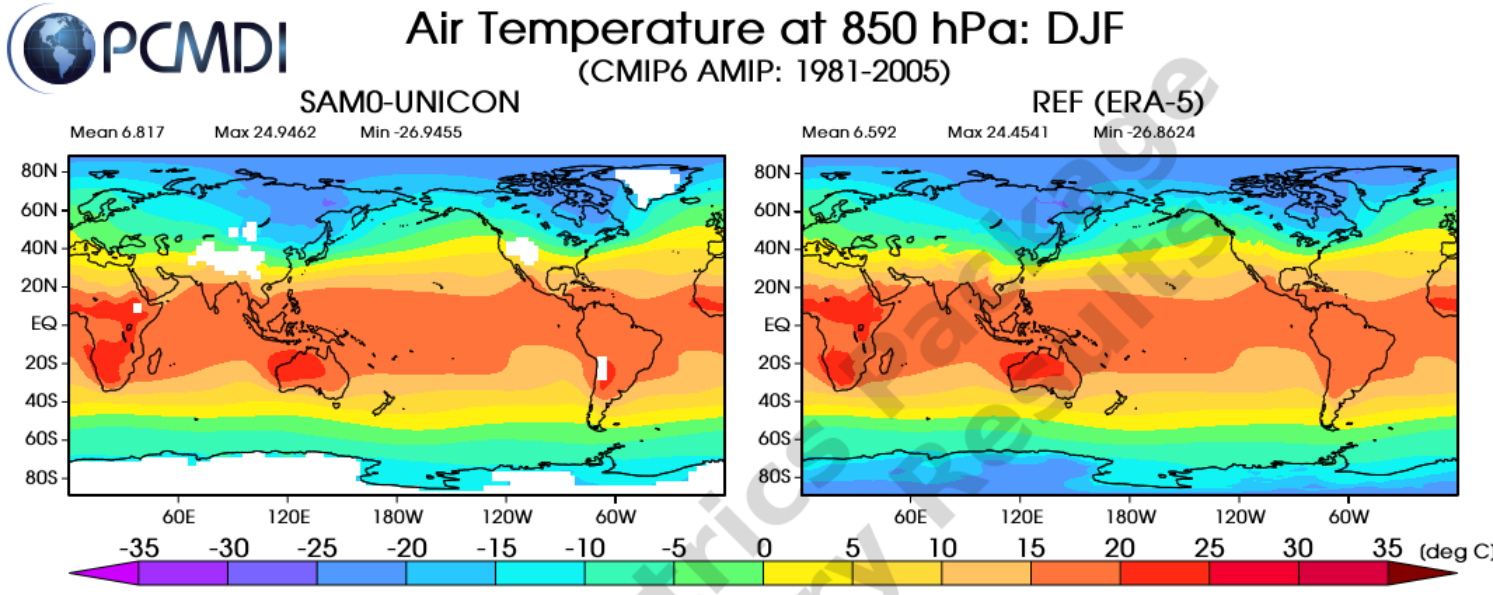 PCMDI
Air Temperature at 850 hPa: DJF
(CMIP6 AMIP: 1981-2005)
SAM0-UNICON
Mean 6.817 Max 24.9462 Min -26.9455
80N
60N
40N
20N
EQ
20S
40S
60S
80S
60E 120E 180W 120W 60W
REF (ERA-5)
Mean 6.592 Max 24.4541 Min -26.8624
80N
60N
40N
20N
EQ
20S
40S
60S
80S
60E 120E 180W 120W 60W
-35 -30 -25 -20 -15 -10 -5 0 5 10 15 20 25 30 35 (deg C)
Package
Results